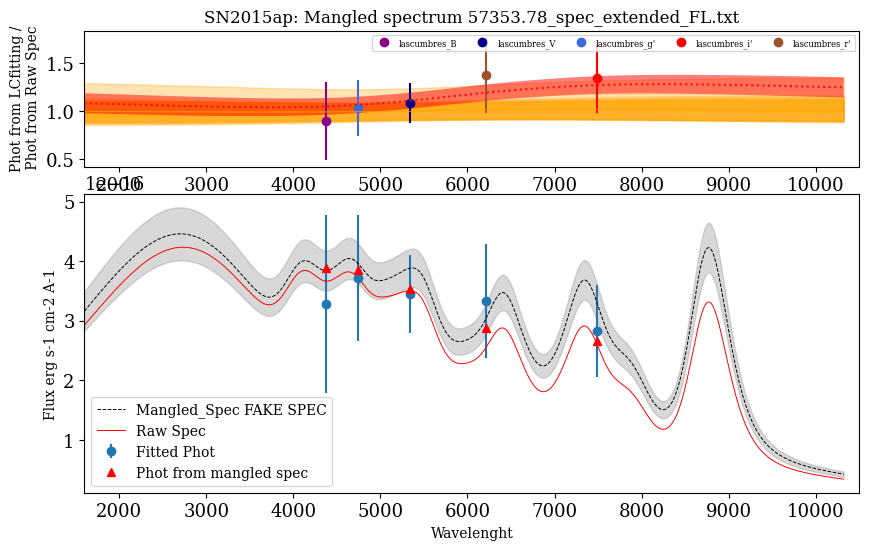 SN2015ap: Mangled spectrum 57353.78_spec_extended_FL.txt
Phot from LCfitting /
Phot from Raw Spec
lascumbres_B lascumbres_V lascumbres_g' lascumbres_i' lascumbres_r'
1.5
1.0
0.5
2000 3000 4000 5000 6000 7000 8000 9000 10000
1e−16
Flux erg s-1 cm-2 A-1
5
4
3
2
1
Mangled_Spec FAKE SPEC
Raw Spec
Fitted Phot
Phot from mangled spec
2000 3000 4000 5000 6000 7000 8000 9000 10000
Wavelenght